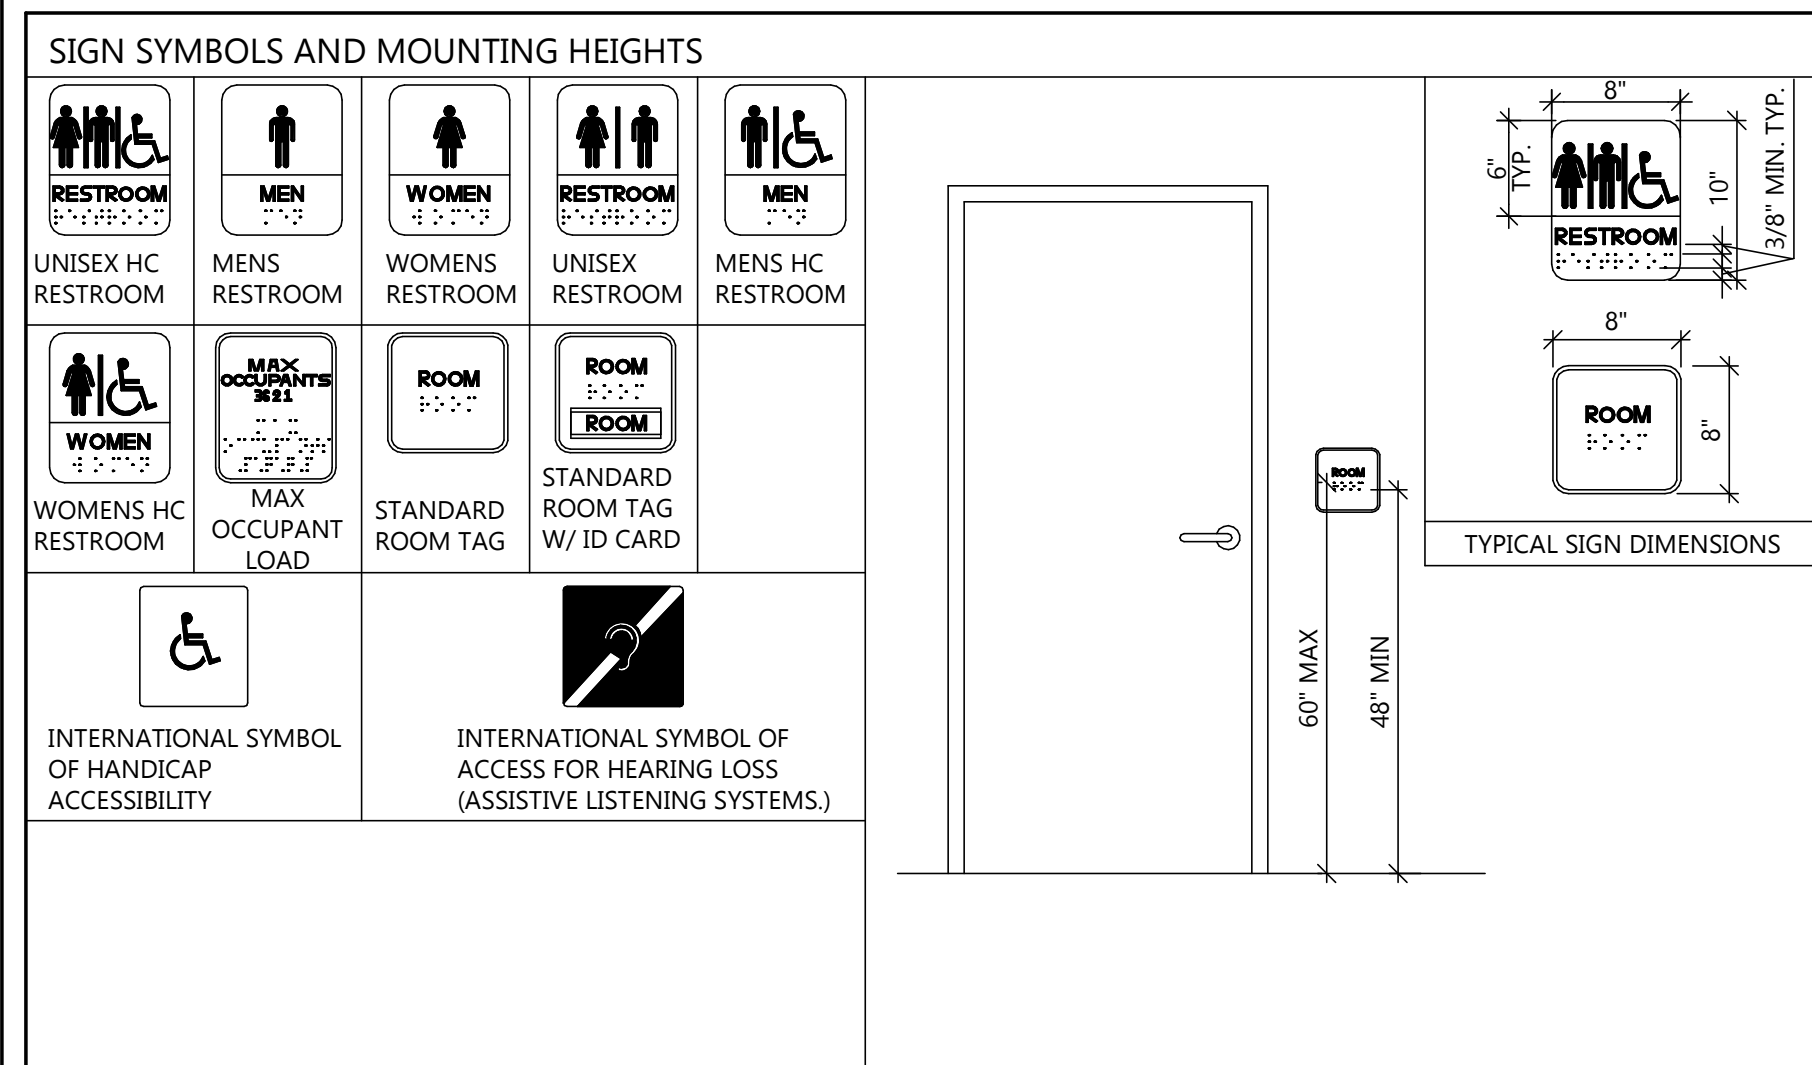 SIGN SYMBOLS AND MOUNTING HEIGHTS
RESTROOM
UNISEX HC
RESTROOM
MEN
MENS
RESTROOM
WOMEN
WOMENS
RESTROOM
RESTROOM
UNISEX
RESTROOM
MEN
MENS HC
RESTROOM
WOMEN
WOMENS HC
RESTROOM
MAX
OCCUPANTS
3621
MAX
OCCUPANT
LOAD
ROOM
STANDARD
ROOM TAG
ROOM
ROOM
STANDARD
ROOM TAG
W/ ID CARD
INTERNATIONAL SYMBOL
OF HANDICAP
ACCESSIBILITY
INTERNATIONAL SYMBOL OF
ACCESS FOR HEARING LOSS
(ASSISTIVE LISTENING SYSTEMS.)
ROOM
60" MAX
48" MIN
8"
6"
TYP.
10"
3/8" MIN. TYP.
RESTROOM
8"
ROOM
8"
TYPICAL SIGN DIMENSIONS